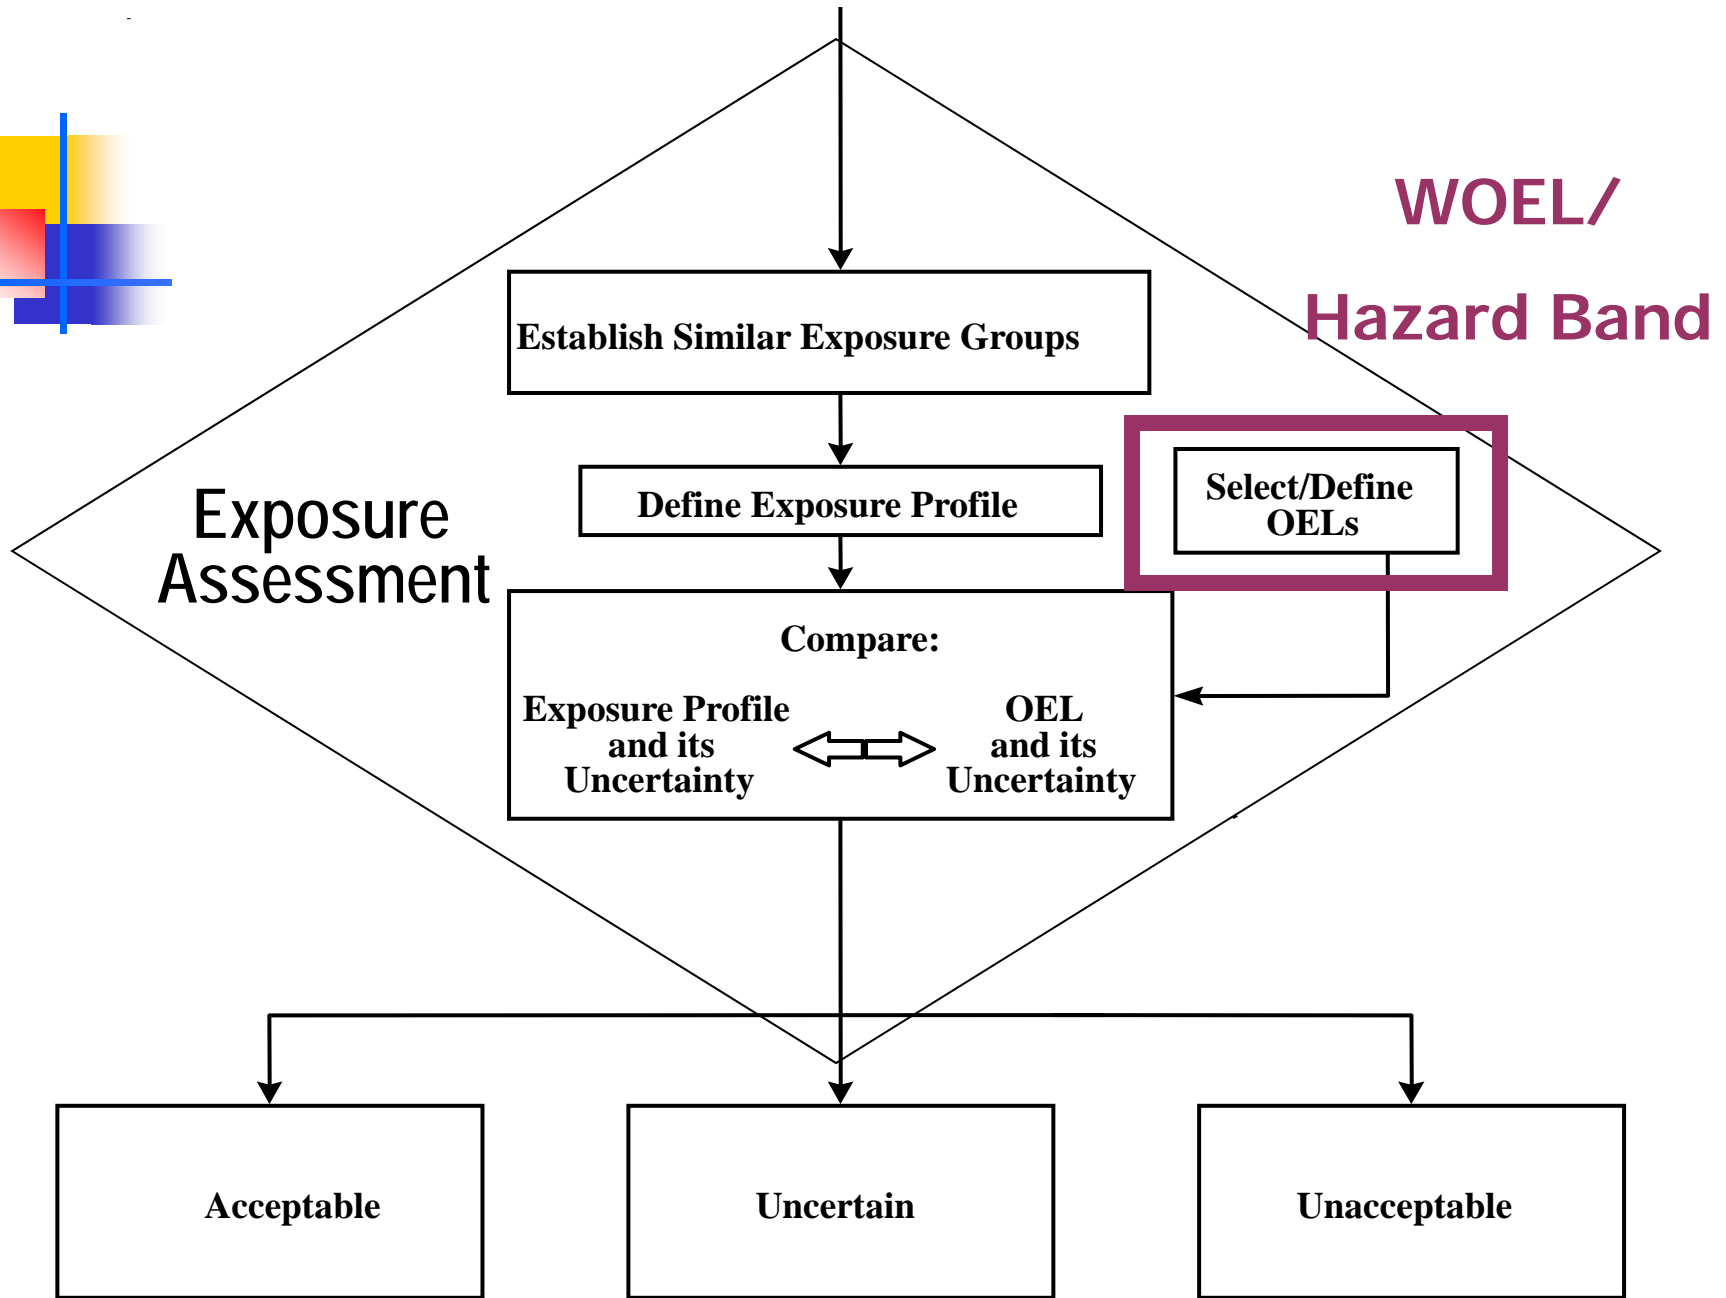 WOEL/
Hazard Band
Establish Similar Exposure Groups
Define Exposure Profile
Select/Define
OELs
Exposure
Assessment
Compare:
Exposure Profile
and its
Uncertainty
OEL
and its
Uncertainty
Acceptable
Uncertain
Unacceptable